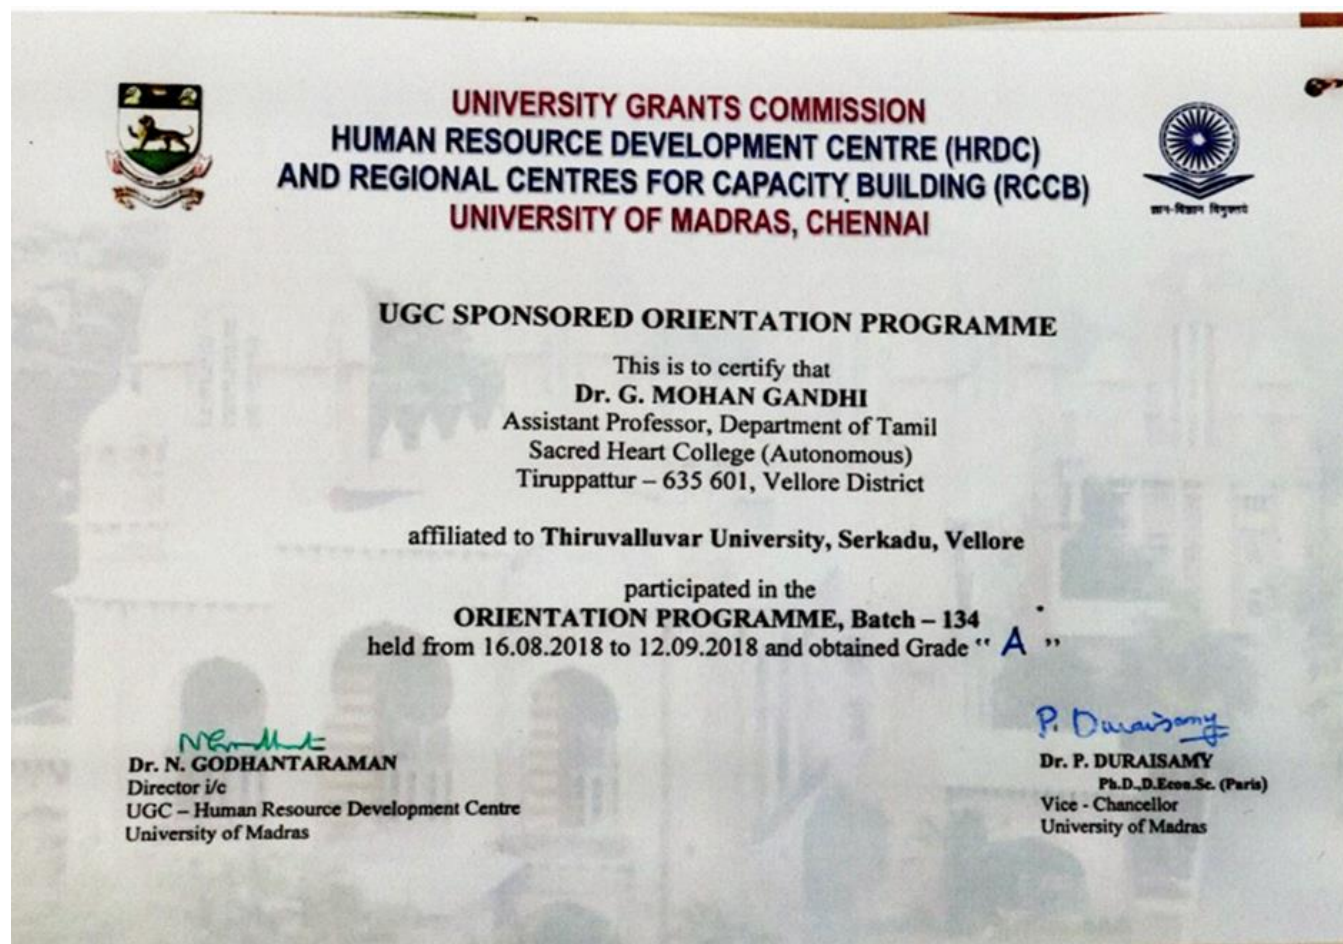 UNIVERSITY GRANTS COMMISSION
HUMAN RESOURCE DEVELOPMENT CENTRE (HRDC)
AND REGIONAL CENTRES FOR CAPACITY BUILDING (RCCB)
UNIVERSITY OF MADRAS, CHENNAI
ज्ञान-विज्ञान विमुक्तये
UGC SPONSORED ORIENTATION PROGRAMME
This is to certify that
Dr. G. MOHAN GANDHI
Assistant Professor, Department of Tamil
Sacred Heart College (Autonomous)
Tiruppattur – 635 601, Vellore District
affiliated to Thiruvalluvar University, Serkadu, Vellore
participated in the
ORIENTATION PROGRAMME, Batch – 134
held from 16.08.2018 to 12.09.2018 and obtained Grade “ A ”
Dr. N. GODHANTARAMAN
Director i/c
UGC – Human Resource Development Centre
University of Madras
P. Duraisamy
Dr. P. DURAISAMY
Ph.D.,D.Econ.Sc. (Paris)
Vice - Chancellor
University of Madras